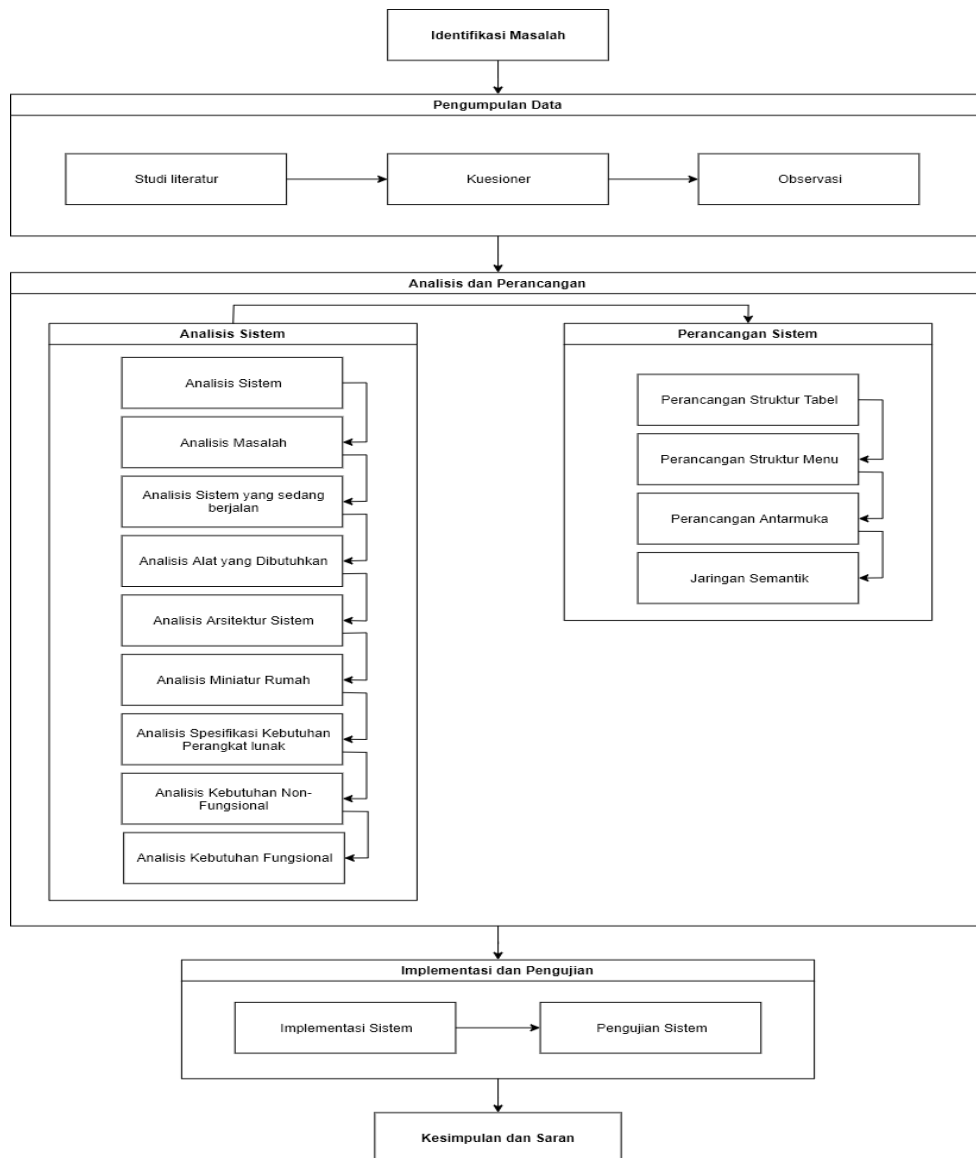 Identifikasi Masalah
Pengumpulan Data
Studi literatur
Kuesioner
Observasi
Analisis dan Perancangan
Analisis Sistem
Analisis Sistem
Analisis Masalah
Analisis Sistem yang sedang
berjalan
Analisis Alat yang Dibutuhkan
Analisis Arsitektur Sistem
Analisis Miniatur Rumah
Analisis Spesifikasi Kebutuhan
Perangkat lunak
Analisis Kebutuhan Non-
Fungsional
Analisis Kebutuhan Fungsional
Perancangan Sistem
Perancangan Struktur Tabel
Perancangan Struktur Menu
Perancangan Antarmuka
Jaringan Semantik
Implementasi dan Pengujian
Implementasi Sistem
Pengujian Sistem
Kesimpulan dan Saran